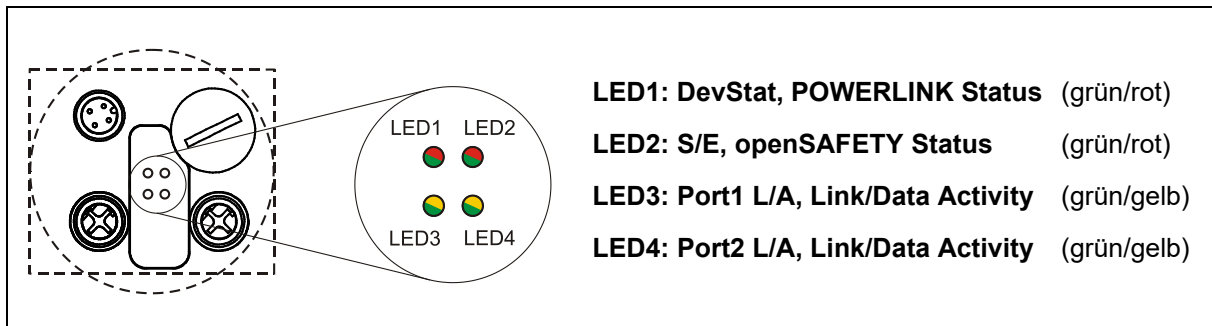 LED1 LED2
LED3 LED4
LED1: DevStat, POWERLINK Status (grün/rot)
LED2: S/E, openSAFETY Status (grün/rot)
LED3: Port1 L/A, Link/Data Activity (grün/gelb)
LED4: Port2 L/A, Link/Data Activity (grün/gelb)